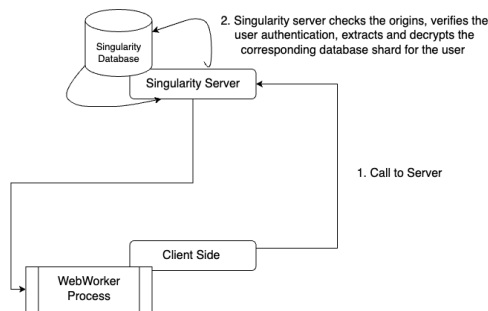 2. Singularity server checks the origins, verifies the
user authentication, extracts and decrypts the
corresponding database shard for the user
Singularity
Database
Singularity Server
1. Call to Server
Client Side
WebWorker
Process